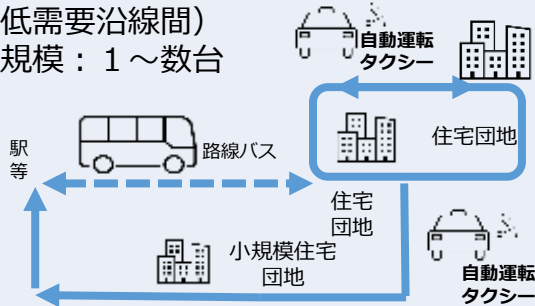 低需要沿線間）
規模：１～数台
自動運転
タクシー
住宅団地
駅
等
路線バス
住宅
団地
小規模住宅
団地
自動運転
タクシー